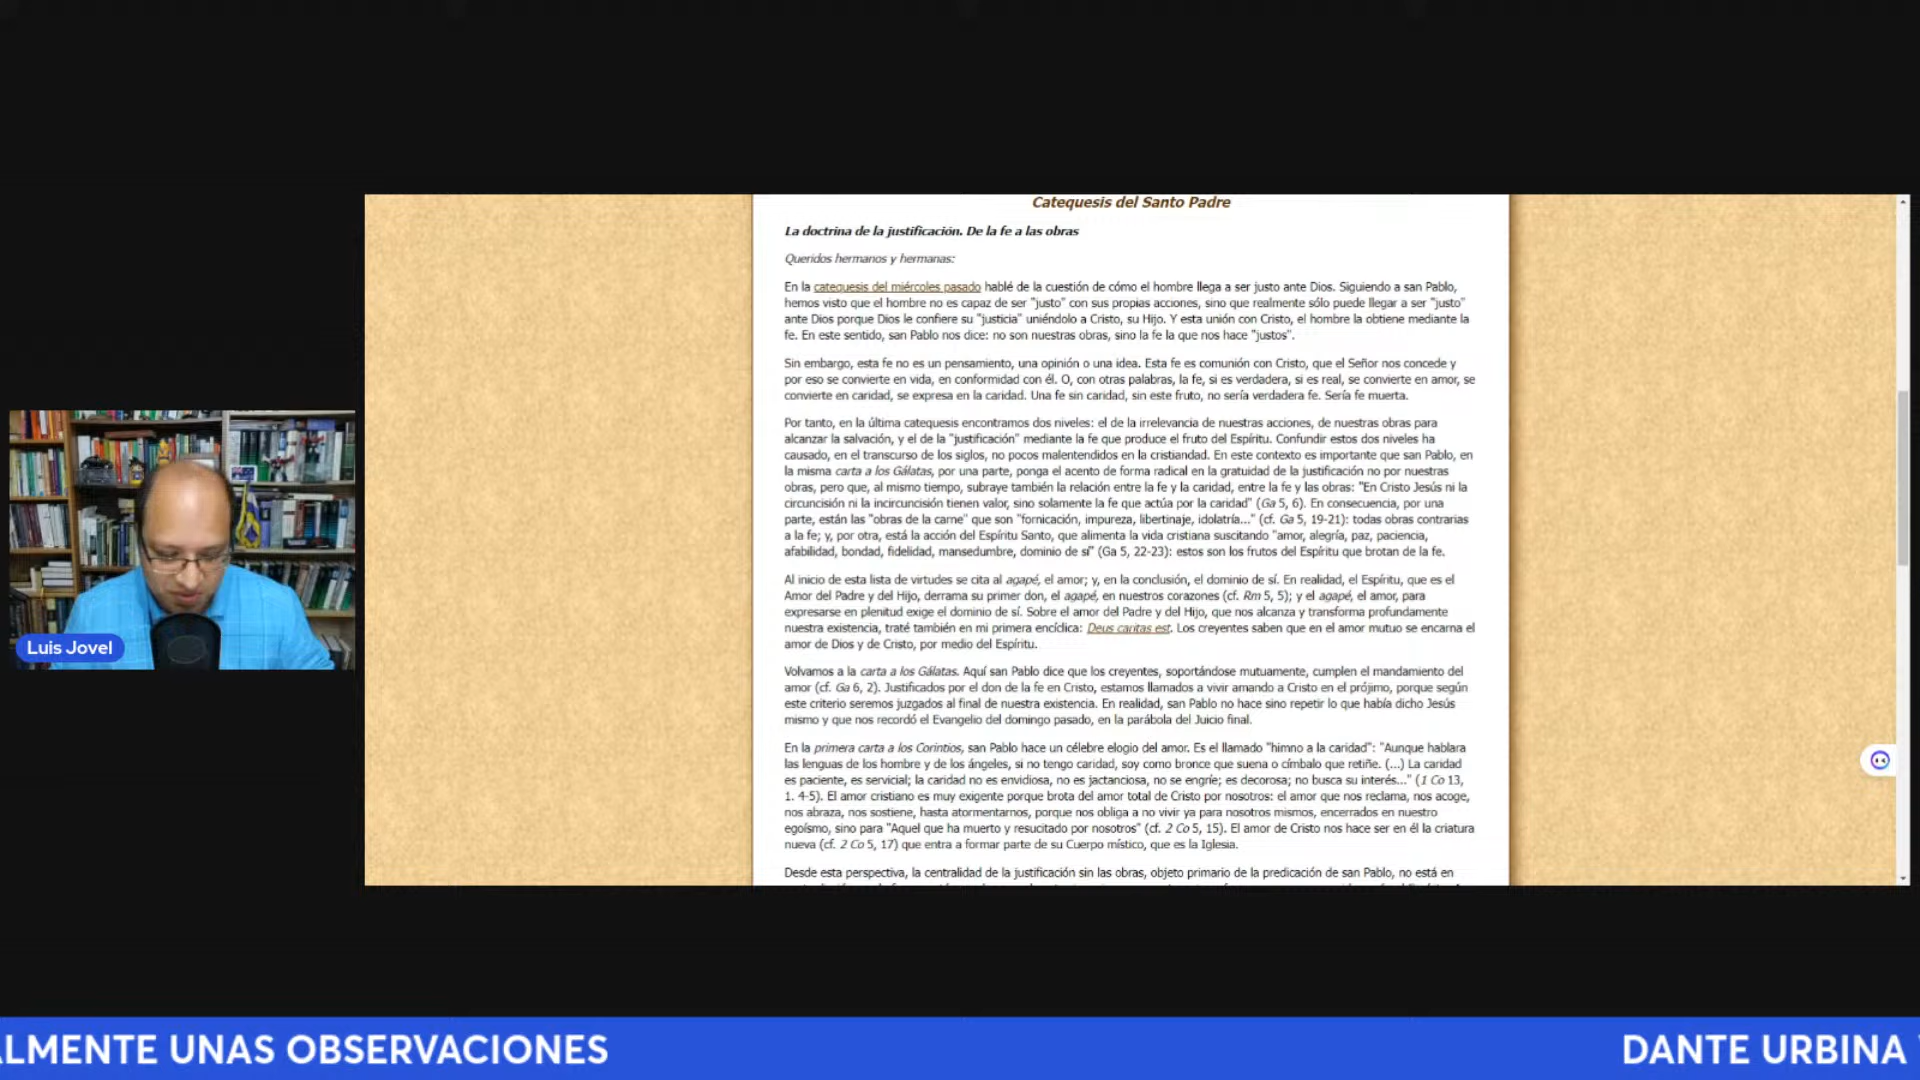 Catequesis del Santo Padre
La doctrina de la justificación. De la fe a las obras
Queridos hermanos y hermanas:
En la catequesis del miércoles pasado hablé de la cuestión de cómo el hombre llega a ser justo ante Dios. Siguiendo a san Pablo,
hemos visto que el hombre no es capaz de ser "justo" con sus propias acciones, sino que realmente sólo puede llegar a ser "justo"
ante Dios porque Dios le confiere su "justicia" uniéndolo a Cristo, su Hijo. Y esta unión con Cristo, el hombre la obtiene mediante la
fe. En este sentido, san Pablo nos dice: no son nuestras obras, sino la fe la que nos hace "justos".
Sin embargo, esta fe no es un pensamiento, una opinión o una idea. Esta fe es comunión con Cristo, que el Señor nos concede y
por eso se convierte en vida, en conformidad con él. O, con otras palabras, la fe, si es verdadera, si es real, se convierte en amor, se
convierte en caridad, se expresa en la caridad. Una fe sin caridad, sin este fruto, no sería verdadera fe. Sería fe muerta.
Por tanto, en la última catequesis encontramos dos niveles: el de la irrelevancia de nuestras acciones, de nuestras obras para
alcanzar la salvación, y el de la "justificación" mediante la fe que produce el fruto del Espíritu. Confundir estos dos niveles ha
causado, en el transcurso de los siglos, no pocos malentendidos en la cristiandad. En este contexto es importante que san Pablo, en
la misma carta a los Gálatas, por una parte, ponga el acento de forma radical en la gratuidad de la justificación no por nuestras
obras, pero que, al mismo tiempo, subraye también la relación entre la fe y la caridad, entre la fe y las obras: "En Cristo Jesús ni la
circuncisión ni la incircuncisión tienen valor, sino solamente la fe que actúa por la caridad" (Ga 5, 6). En consecuencia, por una
parte, están las "obras de la carne" que son "fornicación, impureza, libertinaje, idolatría..." (cf. Ga 5, 19-21): todas obras contrarias
a la fe; y, por otra, está la acción del Espíritu Santo, que alimenta la vida cristiana suscitando "amor, alegría, paz, paciencia,
afabilidad, bondad, fidelidad, mansedumbre, dominio de sí" (Ga 5, 22-23): estos son los frutos del Espíritu que brotan de la fe.
Al inicio de esta lista de virtudes se cita al agapé, el amor; y, en la conclusión, el dominio de sí. En realidad, el Espíritu, que es el
Amor del Padre y del Hijo, derrama su primer don, el agapé, en nuestros corazones (cf. Rm 5, 5); y el agapé, el amor, para
expresarse en plenitud exige el dominio de sí. Sobre el amor del Padre y del Hijo, que nos alcanza y transforma profundamente
nuestra existencia, traté también en mi primera encíclica: Deus caritas est. Los creyentes saben que en el amor mutuo se encarna el
amor de Dios y de Cristo, por medio del Espíritu.
Volvamos a la carta a los Gálatas. Aquí san Pablo dice que los creyentes, soportándose mutuamente, cumplen el mandamiento del
amor (cf. Ga 6, 2). Justificados por el don de la fe en Cristo, estamos llamados a vivir amando a Cristo en el prójimo, porque según
este criterio seremos juzgados al final de nuestra existencia. En realidad, san Pablo no hace sino repetir lo que había dicho Jesús
mismo y que nos recordó el Evangelio del domingo pasado, en la parábola del Juicio final.
En la primera carta a los Corintios, san Pablo hace un célebre elogio del amor. Es el llamado "himno a la caridad": "Aunque hablara
las lenguas de los hombre y de los ángeles, si no tengo caridad, soy como bronce que suena o címbalo que retiñe. (...) La caridad
es paciente, es servicial; la caridad no es envidiosa, no es jactanciosa, no se engríe; es decorosa; no busca su interés..." (1 Co 13,
1. 4-5). El amor cristiano es muy exigente porque brota del amor total de Cristo por nosotros: el amor que nos reclama, nos acoge,
nos abraza, nos sostiene, hasta atormentarnos, porque nos obliga a no vivir ya para nosotros mismos, encerrados en nuestro
egoísmo, sino para "Aquel que ha muerto y resucitado por nosotros" (cf. 2 Co 5, 15). El amor de Cristo nos hace ser en él la criatura
nueva (cf. 2 Co 5, 17) que entra a formar parte de su Cuerpo místico, que es la Iglesia.
Desde esta perspectiva, la centralidad de la justificación sin las obras, objeto primario de la predicación de san Pablo, no está en
Luis Jovel
ALMENTE UNAS OBSERVACIONES
DANTE URBINA